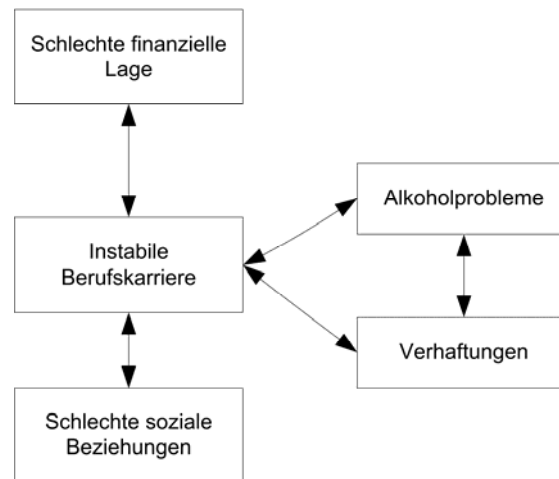 Schlechte finanzielle
Lage
Alkoholprobleme
Instabile
Berufskarriere
Verhaftungen
Schlechte soziale
Beziehungen